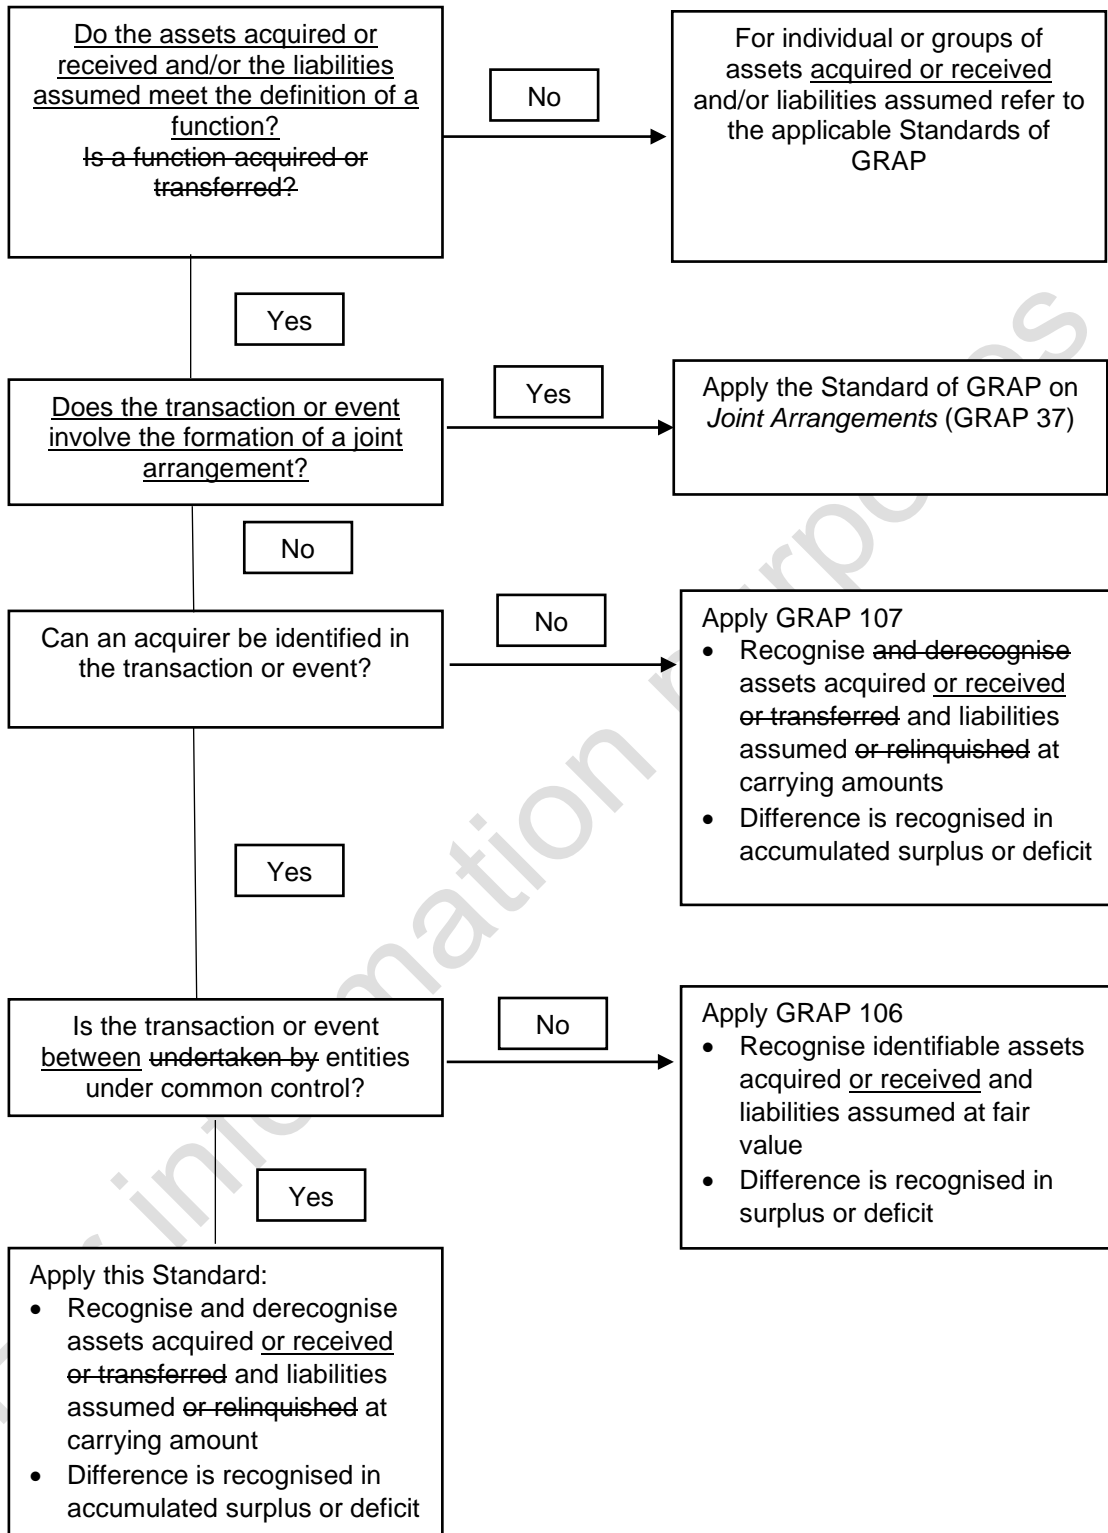 Do the assets acquired or
received and/or the liabilities
assumed meet the definition of a
function?
Is a function acquired or
transferred?
No
For individual or groups of
assets acquired or received
and/or liabilities assumed refer to
the applicable Standards of
GRAP
Yes
Does the transaction or event
involve the formation of a joint
arrangement?
Yes
Apply the Standard of GRAP on
Joint Arrangements (GRAP 37)
No
Can an acquirer be identified in
the transaction or event?
No
Apply GRAP 107
• Recognise and derecognise
assets acquired or received
or transferred and liabilities
assumed or relinquished at
carrying amounts
• Difference is recognised in
accumulated surplus or deficit
Yes
Is the transaction or event
between undertaken by entities
under common control?
No
Apply GRAP 106
• Recognise identifiable assets
acquired or received and
liabilities assumed at fair
value
• Difference is recognised in
surplus or deficit
Yes
Apply this Standard:
• Recognise and derecognise
assets acquired or received
or transferred and liabilities
assumed or relinquished at
carrying amount
• Difference is recognised in
accumulated surplus or deficit
information